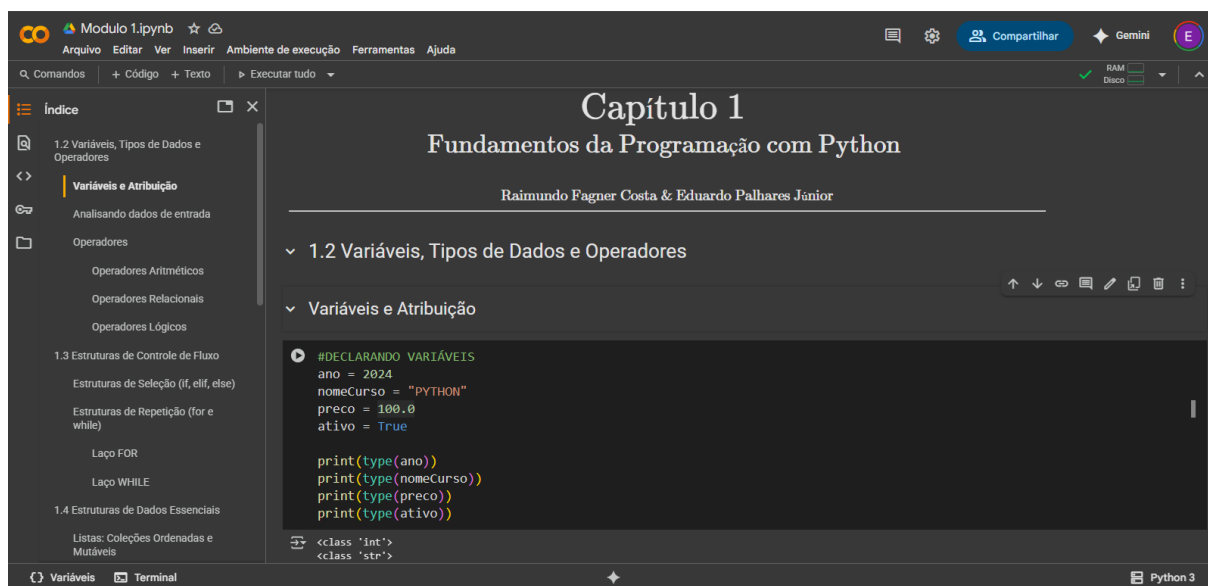 Modulo 1.ipynb
Arquivo Editar Ver Inserir Ambiente de execução Ferramentas Ajuda
Compartilhar
Gemini
E
Comandos + Código + Texto Executar tudo
RAM
Disco
Índice
1.2 Variáveis, Tipos de Dados e
Operadores
Variáveis e Atribuição
Analisando dados de entrada
Operadores
Operadores Aritméticos
Operadores Relacionais
Operadores Lógicos
1.3 Estruturas de Controle de Fluxo
Estruturas de Seleção (if, elif, else)
Estruturas de Repetição (for e
while)
Laço FOR
Laço WHILE
1.4 Estruturas de Dados Essenciais
Listas: Coleções Ordenadas e
Mutáveis
Capítulo 1
Fundamentos da Programação com Python
Raimundo Fagner Costa & Eduardo Palhares Júnior
1.2 Variáveis, Tipos de Dados e Operadores
Variáveis e Atribuição
#DECLARANDO VARIÁVEIS
ano = 2024
nomeCurso = "PYTHON"
preco = 100.0
ativo = True
print(type(ano))
print(type(nomeCurso))
print(type(preco))
print(type(ativo))
<class 'int'>
<class 'str'>
{} Variáveis Terminal
Python 3